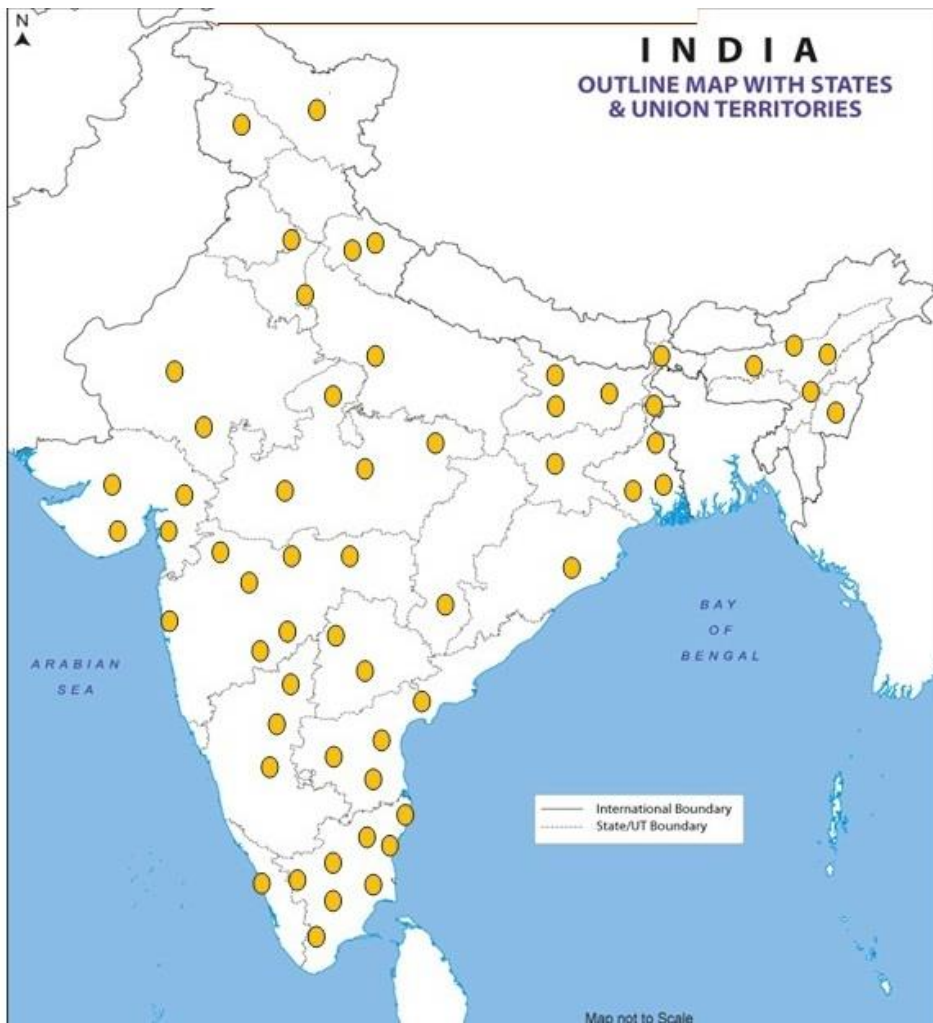 N
INDIA
OUTLINE MAP WITH STATES
& UNION TERRITORIES
BAY
OF
BENGAL
ARABIAN
SEA
International Boundary
State/UT Boundary
Map not to Scale